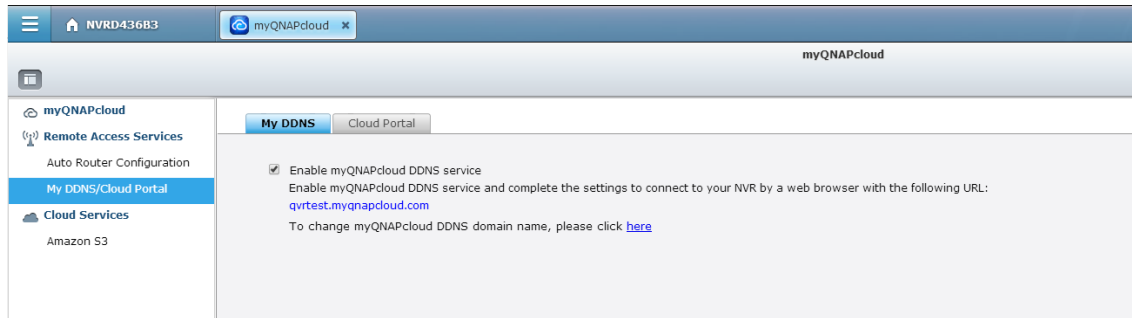 NVRD436B3
myQNAPcloud
myQNAPcloud
myQNAPcloud
Remote Access Services
Auto Router Configuration
My DDNS/Cloud Portal
Cloud Services
Amazon S3
My DDNS
Cloud Portal
Enable myQNAPcloud DDNS service
Enable myQNAPcloud DDNS service and complete the settings to connect to your NVR by a web browser with the following URL:
qvrtest.myqnapcloud.com
To change myQNAPcloud DDNS domain name, please click here